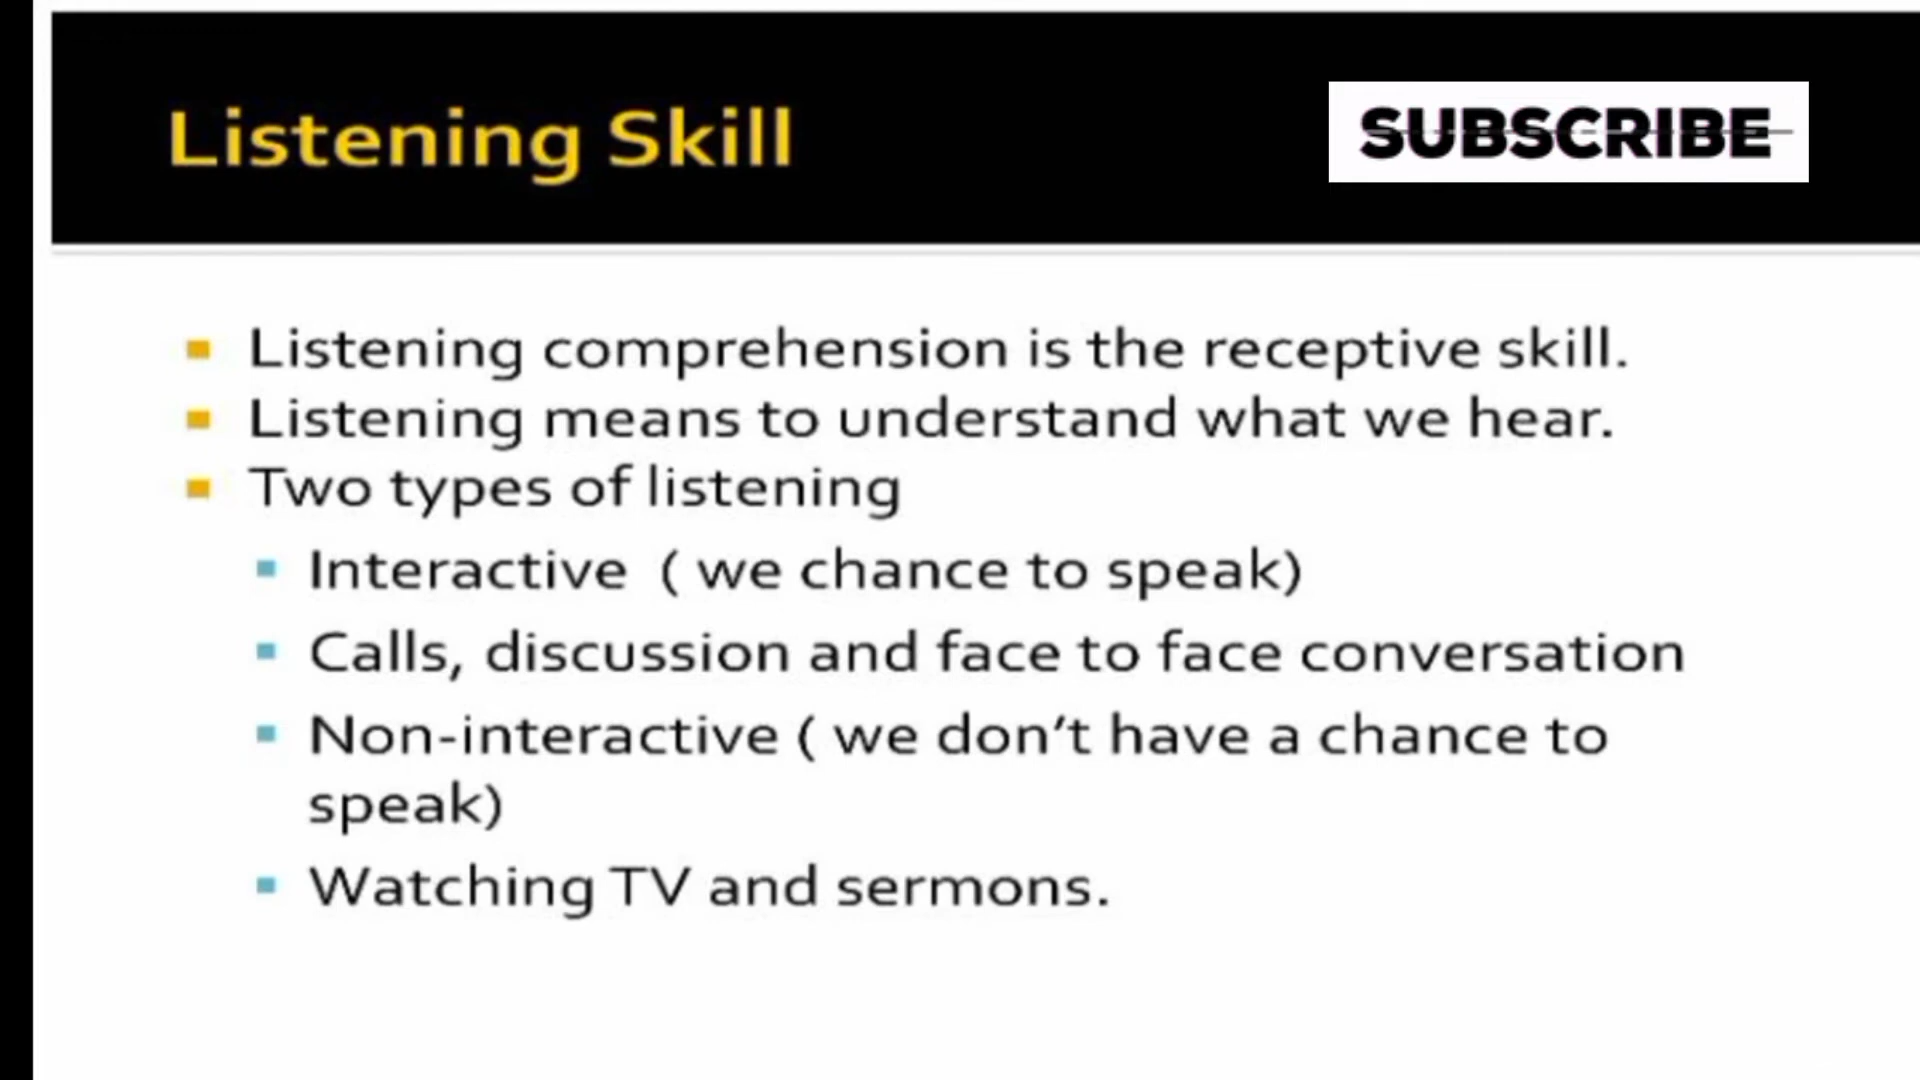 Listening Skill
SUBSCRIBE
Listening comprehension is the receptive skill.
Listening means to understand what we hear.
Two types of listening
Interactive ( we chance to speak)
Calls, discussion and face to face conversation
Non-interactive ( we don’t have a chance to
speak)
Watching TV and sermons.